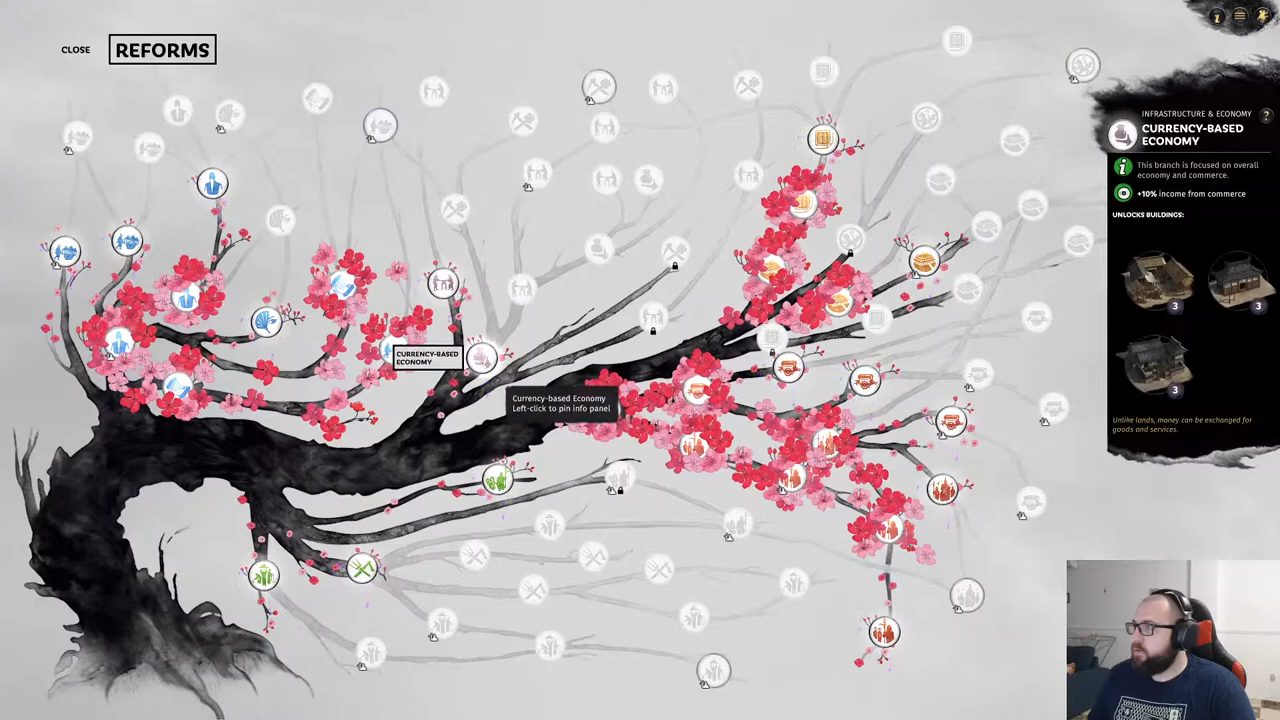 CLOSE
REFORMS
INFRASTRUCTURE & ECONOMY
?
CURRENCY-BASED
ECONOMY
This branch is focused on overall
economy and commerce.
+10% income from commerce
UNLOCKS BUILDINGS:
3
3
3
Unlike lands, money can be exchanged for
goods and services.
CURRENCY-BASED
ECONOMY
Currency-based Economy
Left-click to pin info panel